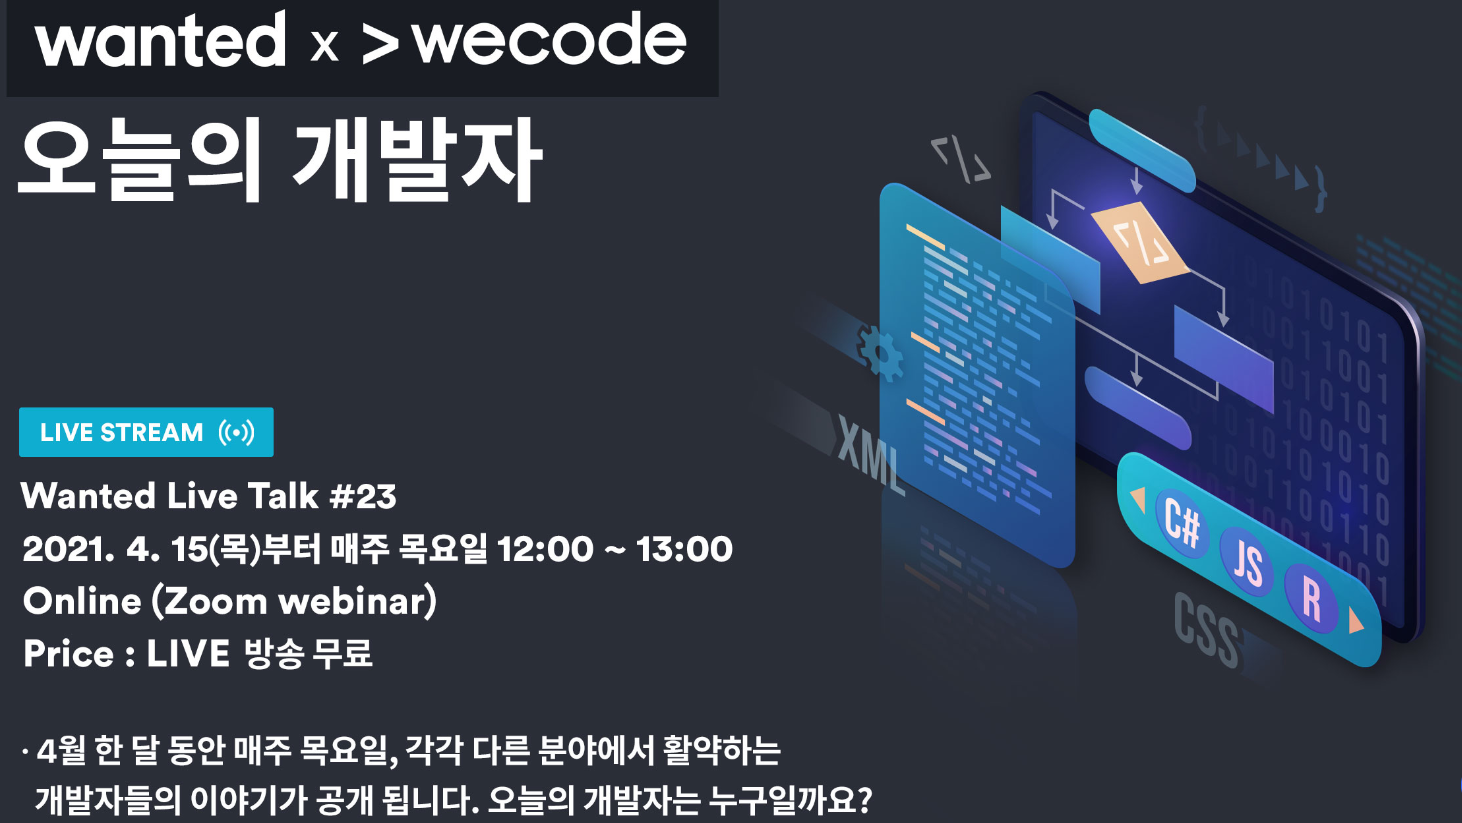 wanted x >wecode
오늘의 개발자
LIVE STREAM
Wanted Live Talk #23
2021. 4. 15(목)부터 매주 목요일 12:00 ~ 13:00
Online (Zoom webinar)
Price : LIVE 방송 무료
· 4월 한 달 동안 매주 목요일, 각각 다른 분야에서 활약하는
개발자들의 이야기가 공개 됩니다. 오늘의 개발자는 누구일까요?
</>
</>
XML
C# JS R
CSS